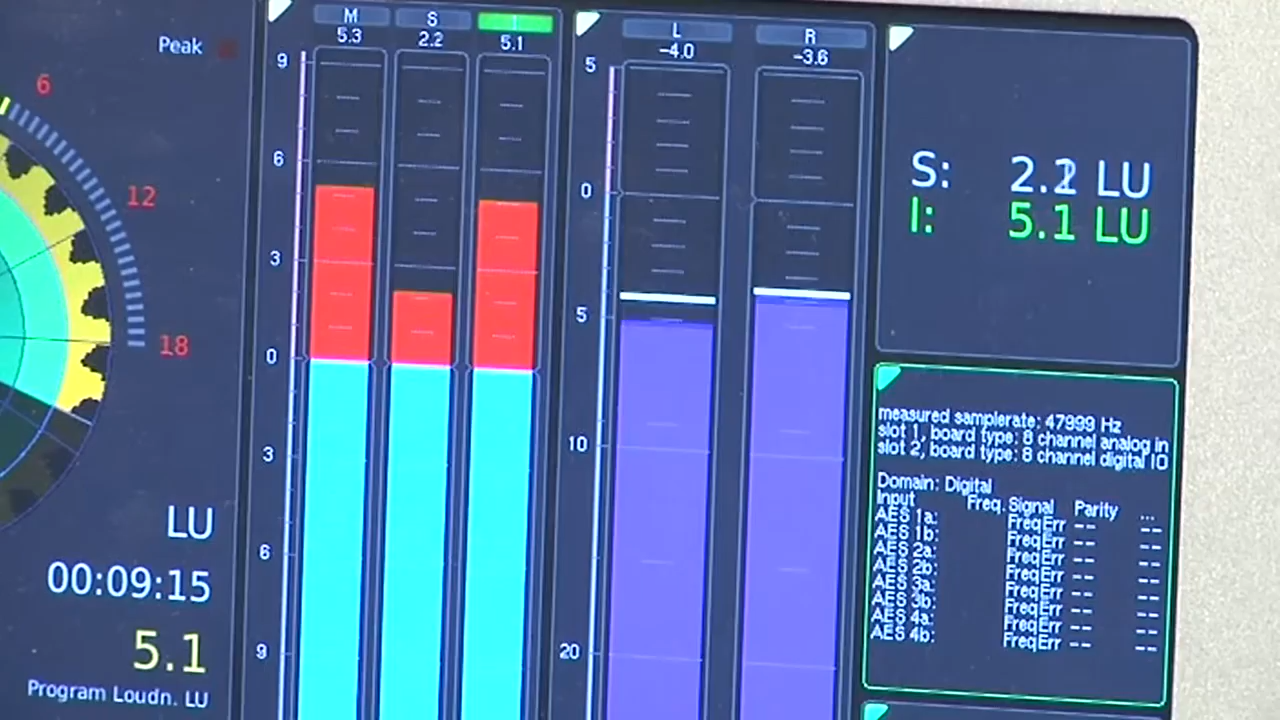 Peak
6
12
18
LU
00:09:15
5.1
Program Loudn. LU
M S I
5.3 2.2 5.1
9
6
3
0
3
6
9
L R
-4.0 -3.6
5
0
5
10
20
S: LU
I: 5.1 LU
measured samplerate: 47999 Hz
slot 1, board type: 8 channel analog in
slot 2, board type: 8 channel digital IO
Domain: Digital
Input Freq. Signal Parity ...
AES 1a: FreqErr -- --
AES 1b: FreqErr -- --
AES 2a: FreqErr -- --
AES 2b: FreqErr -- --
AES 3a: FreqErr -- --
AES 3b: FreqErr -- --
AES 4a: FreqErr -- --
AES 4b: FreqErr -- --